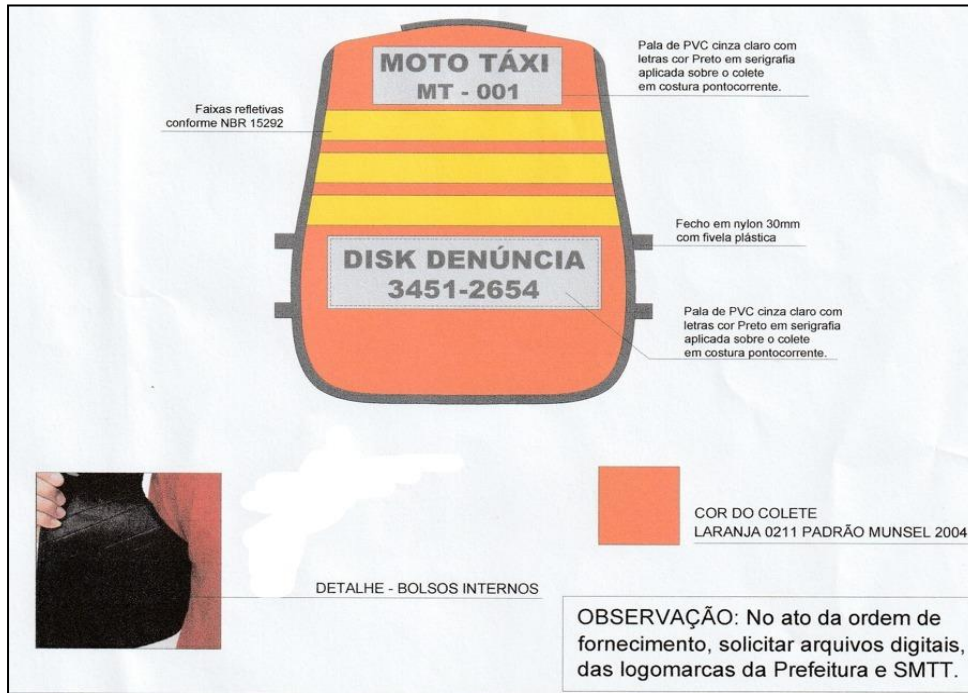 MOTO TÁXI
MT - 001
Pala de PVC cinza claro com
letras cor Preto em serigrafia
aplicada sobre o colete
em costura pontocorrente.
Faixas refletivas
conforme NBR 15292
Fecho em nylon 30mm
com fivela plástica
DISK DENÚNCIA
3451-2654
Pala de PVC cinza claro com
letras cor Preto em serigrafia
aplicada sobre o colete
em costura pontocorrente.
COR DO COLETE
LARANJA 0211 PADRÃO MUNSEL 2004
DETALHE - BOLSOS INTERNOS
OBSERVAÇÃO: No ato da ordem de
fornecimento, solicitar arquivos digitais,
das logomarcas da Prefeitura e SMTT.